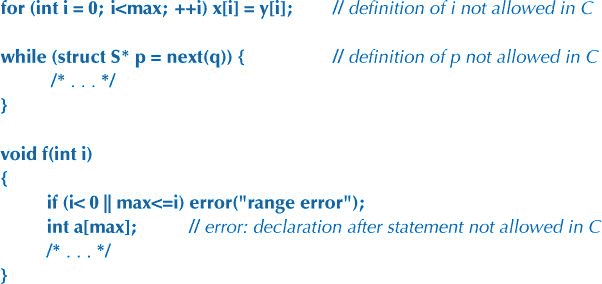 for (int i = 0; i<max; ++i) x[i] = y[i]; // definition of i not allowed in C
while (struct S* p = next(q)) { // definition of p not allowed in C
/* . . . */
}
void f(int i)
{
if (i< 0 || max<=i) error("range error");
int a[max]; // error: declaration after statement not allowed in C
/* . . . */
}